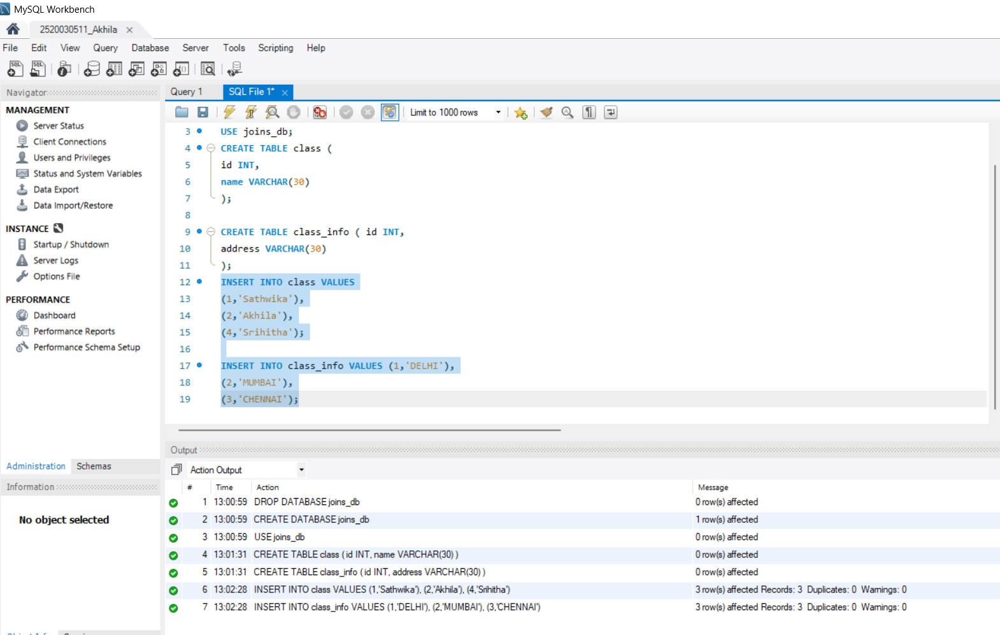 MySQL Workbench
2520030511_Akhila
File Edit View Query Database Server Tools Scripting Help
Navigator
MANAGEMENT
Server Status
Client Connections
Users and Privileges
Status and System Variables
Data Export
Data Import/Restore
INSTANCE
Startup / Shutdown
Server Logs
Options File
PERFORMANCE
Dashboard
Performance Reports
Performance Schema Setup
Administration Schemas
Information
No object selected
Query 1 SQL File 1*
Limit to 1000 rows
3 USE joins_db;
4 CREATE TABLE class (
5 id INT,
6 name VARCHAR(30)
7 );
8
9 CREATE TABLE class_info ( id INT,
10 address VARCHAR(30)
11 );
12 INSERT INTO class VALUES
13 (1,'Sathwika'),
14 (2,'Akhila'),
15 (4,'Srihitha');
16
17 INSERT INTO class_info VALUES (1,'DELHI'),
18 (2,'MUMBAI'),
19 (3,'CHENNAI');
Output
Action Output
# Time Action Message
1 13:00:59 DROP DATABASE joins_db 0 row(s) affected
2 13:00:59 CREATE DATABASE joins_db 1 row(s) affected
3 13:00:59 USE joins_db 0 row(s) affected
4 13:01:31 CREATE TABLE class ( id INT, name VARCHAR(30) ) 0 row(s) affected
5 13:01:31 CREATE TABLE class_info ( id INT, address VARCHAR(30) ) 0 row(s) affected
6 13:02:28 INSERT INTO class VALUES (1,'Sathwika'), (2,'Akhila'), (4,'Srihitha') 3 row(s) affected Records: 3 Duplicates: 0 Warnings: 0
7 13:02:28 INSERT INTO class_info VALUES (1,'DELHI'), (2,'MUMBAI'), (3,'CHENNAI') 3 row(s) affected Records: 3 Duplicates: 0 Warnings: 0